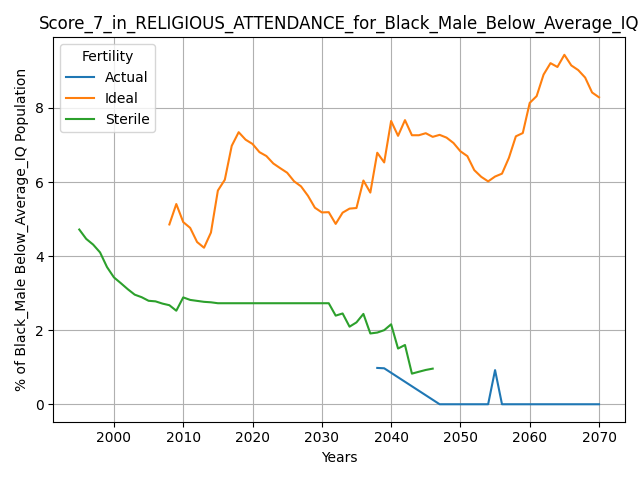 Score_7_in_RELIGIOUS_ATTENDANCE_for_Black_Male_Below_Average_IQ
Fertility
Actual
Ideal
Sterile
% of Black_Male Below_Average_IQ Population
8
6
4
2
0
2000 2010 2020 2030 2040 2050 2060 2070
Years